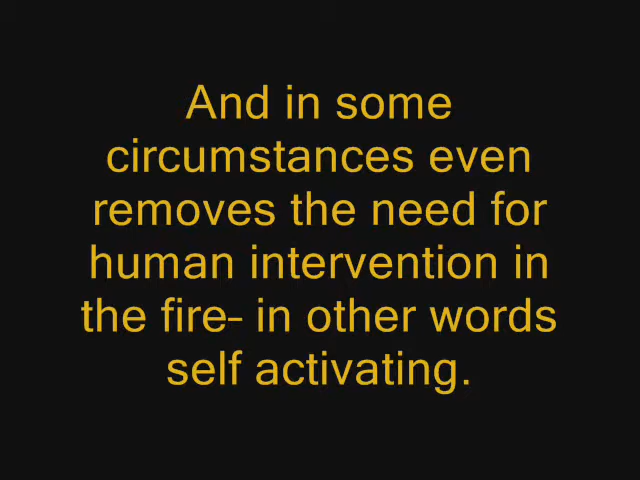 And in some
circumstances even
removes the need for
human intervention in
the fire– in other words
self activating.